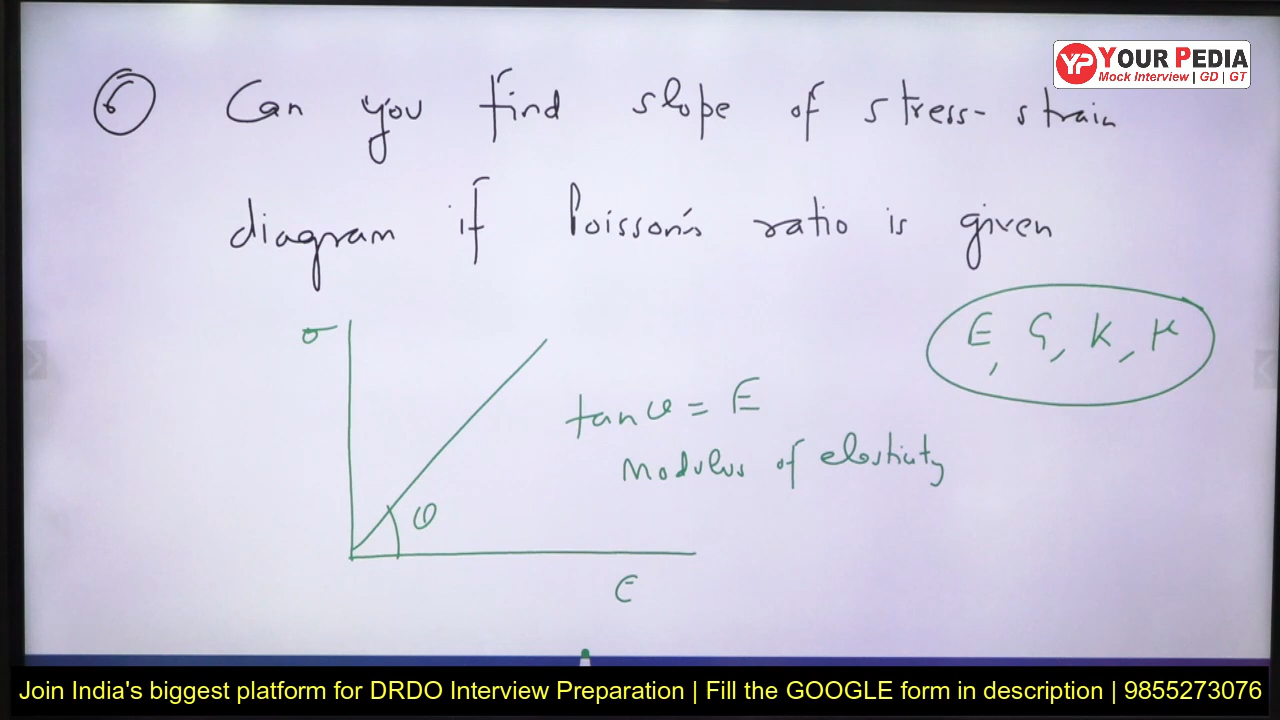 YP YOUR PEDIA
Mock Interview | GD | GT
6 Can you find slope of stress- strain
diagram if Poisson's ratio is given
σ
E, G, K, μ
tan θ = E
Modulus of elasticity
θ
ϵ
Join India's biggest platform for DRDO Interview Preparation | Fill the GOOGLE form in description | 9855273076